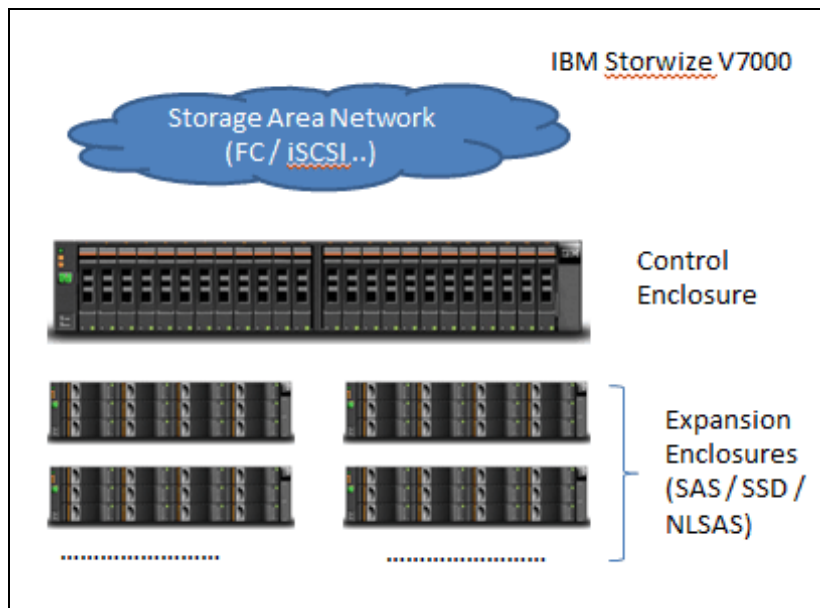 IBM Storwize V7000
Storage Area Network
(FC / iSCSI..)
Control
Enclosure
Expansion
Enclosures
(SAS / SSD /
NLSAS)